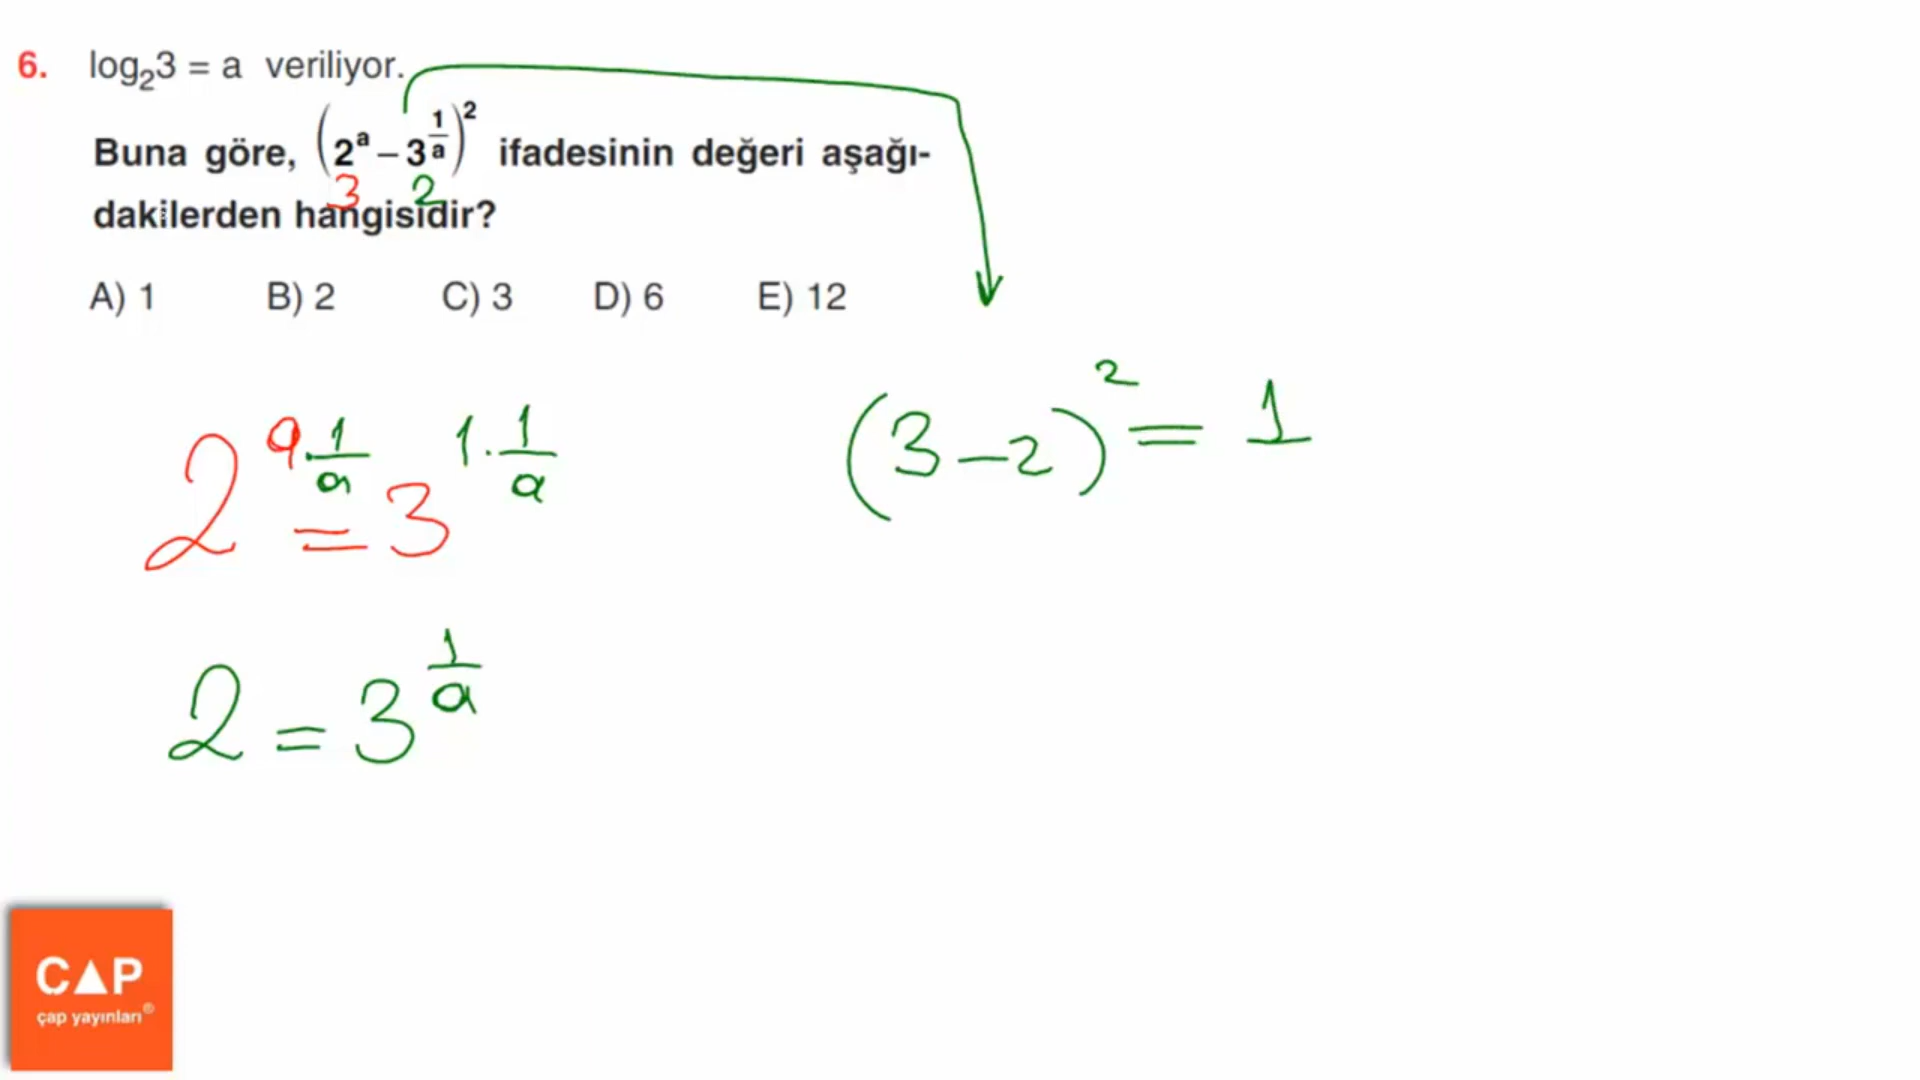 6. log₂3 = a veriliyor.
Buna göre, (2ᵃ – 3^(1/a))² ifadesinin değeri aşağı-
3 2
dakilerden hangisidir?
A) 1 B) 2 C) 3 D) 6 E) 12
2^(a·1/a) = 3^(1·1/a)
(3–2)² = 1
2 = 3^(1/a)
CAP
çap yayınları®